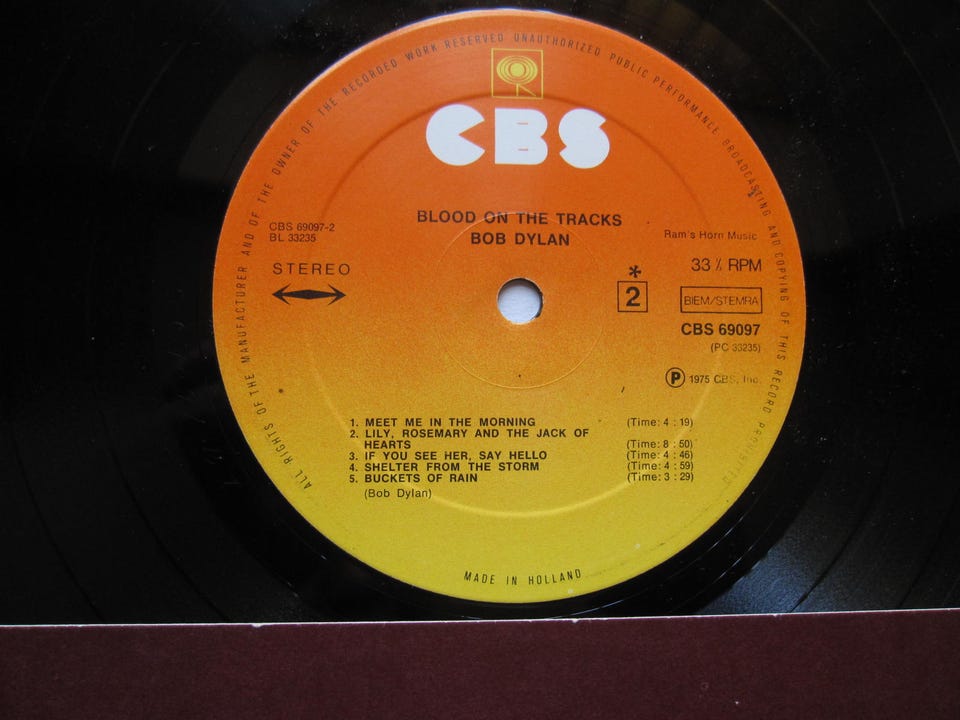 ALL RIGHTS OF THE MANUFACTURER AND OF THE OWNER OF THE RECORDED WORK RESERVED UNAUTHORIZED PUBLIC PERFORMANCE BROADCASTING AND COPYING OF THIS RECORD PROHIBITED
CBS
BLOOD ON THE TRACKS
BOB DYLAN
CBS 69097-2
BL 33235
STEREO
Ram's Horn Music
33⅓ RPM
*
2
BIEM/STEMRA
CBS 69097
(PC 33235)
Ⓟ 1975 CBS, Inc.
1. MEET ME IN THE MORNING (Time: 4 : 19)
2. LILY, ROSEMARY AND THE JACK OF
HEARTS (Time: 8 : 50)
3. IF YOU SEE HER, SAY HELLO (Time: 4 : 46)
4. SHELTER FROM THE STORM (Time: 4 : 59)
5. BUCKETS OF RAIN (Time: 3 : 29)
(Bob Dylan)
MADE IN HOLLAND